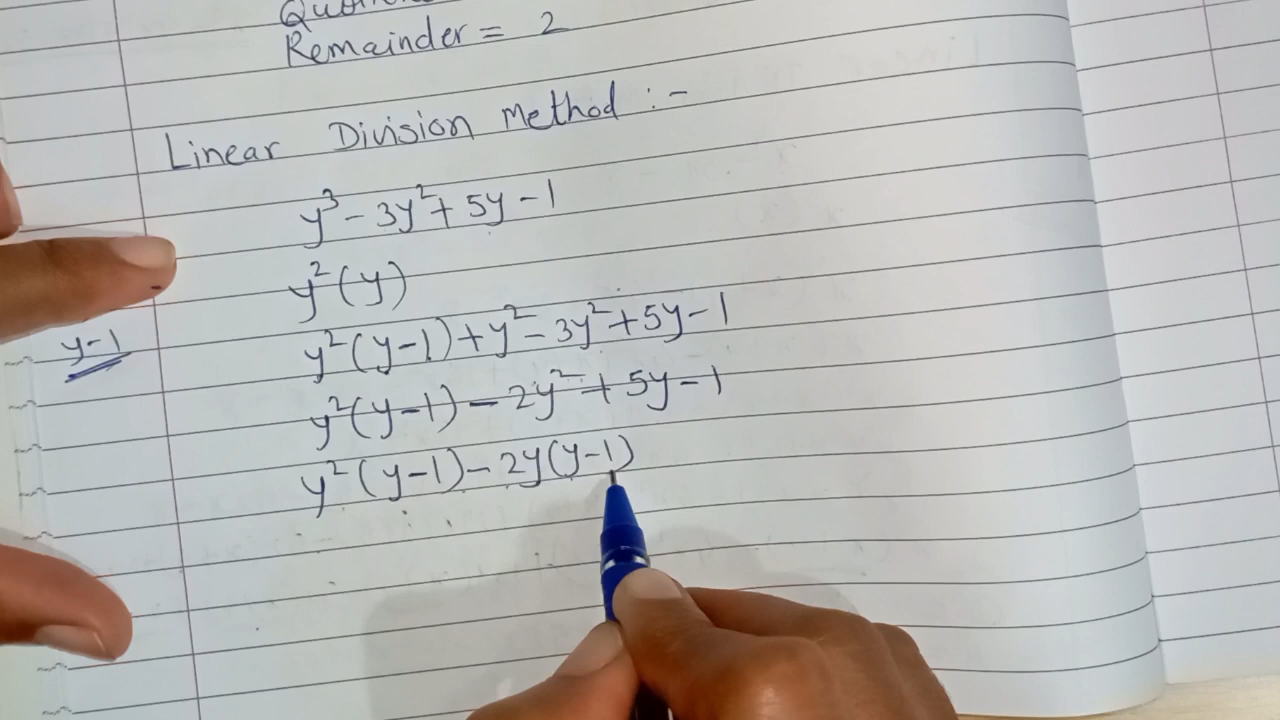 Remainder = 2
Linear Division Method :-
y³ - 3y² + 5y - 1
y² (y)
y² (y-1) + y² - 3y² + 5y - 1
y-1
y² (y-1) - 2y² + 5y - 1
y² (y-1) - 2y(y-1)